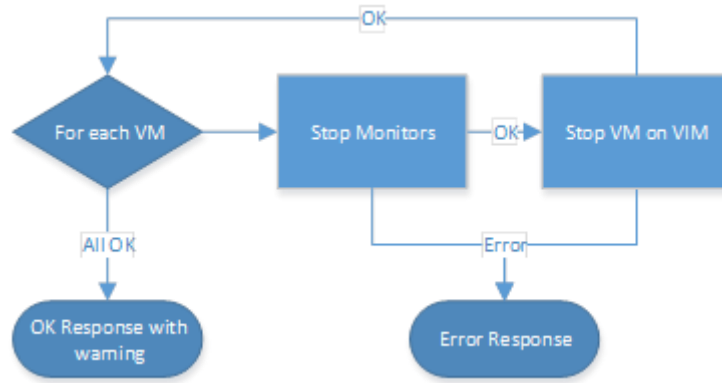 OK
For each VM
Stop Monitors
OK
Stop VM on VIM
All OK
Error
OK Response with
warning
Error Response